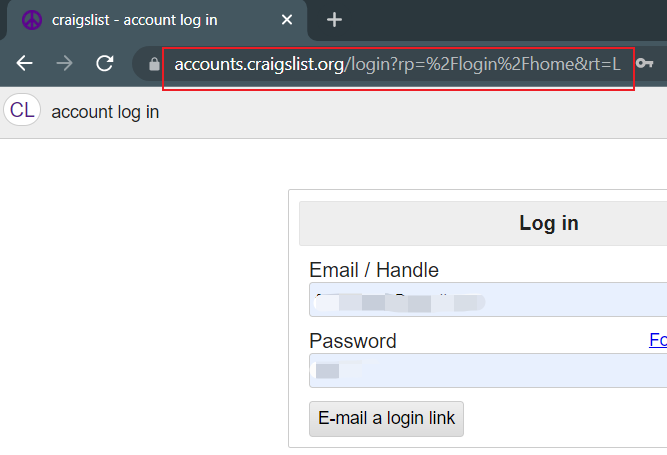 craigslist - account log in
accounts.craigslist.org/login?rp=%2Flogin%2Fhome&rt=L
CL account log in
Log in
Email / Handle
Password
Fo
E-mail a login link